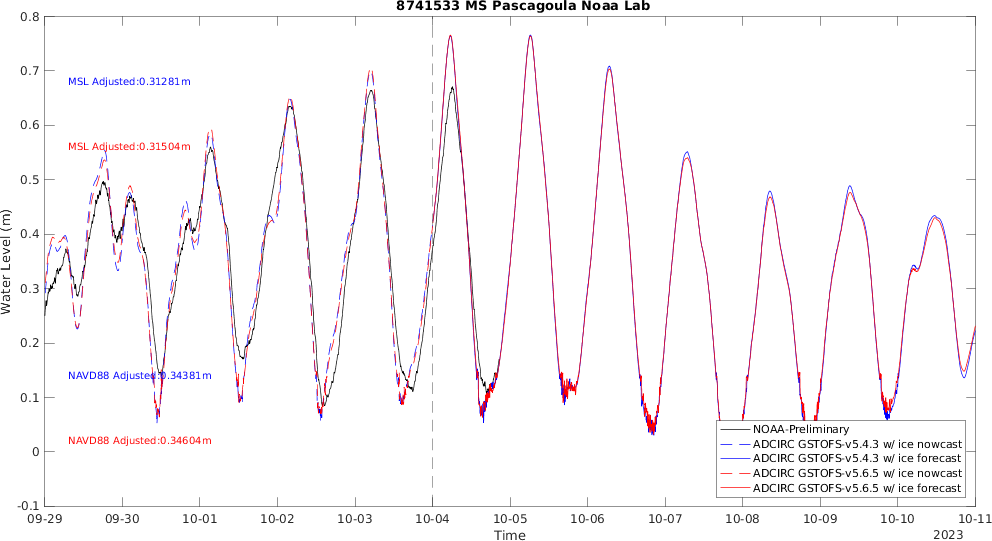 8741533 MS Pascagoula Noaa Lab
0.8
0.7
0.6
0.5
0.4
0.3
0.2
0.1
0
-0.1
Water Level (m)
MSL Adjusted:0.31281m
MSL Adjusted:0.31504m
NAVD88 Adjusted:0.34381m
NAVD88 Adjusted:0.34604m
NOAA-Preliminary
ADCIRC GSTOFS-v5.4.3 w/ ice nowcast
ADCIRC GSTOFS-v5.4.3 w/ ice forecast
ADCIRC GSTOFS-v5.6.5 w/ ice nowcast
ADCIRC GSTOFS-v5.6.5 w/ ice forecast
09-29 09-30 10-01 10-02 10-03 10-04 10-05 10-06 10-07 10-08 10-09 10-10 10-11
Time
2023